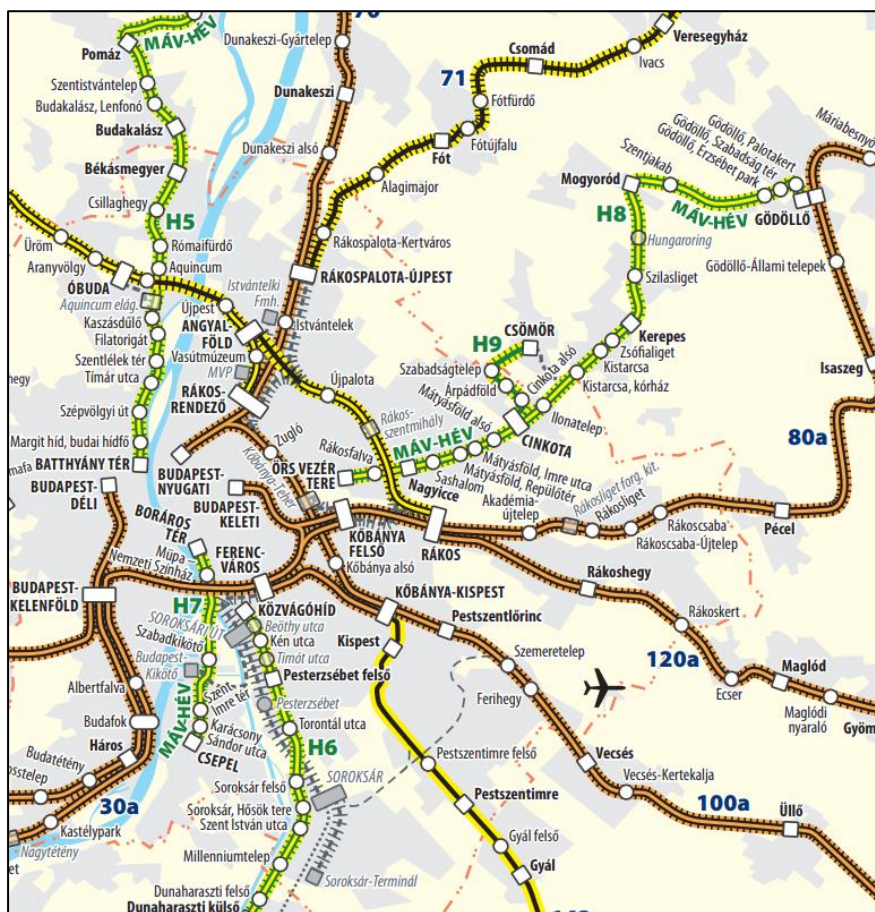 MÁV-HÉV
Pomáz
Szentistvántelep
Budakalász, Lenfonó
Budakalász
Békásmegyer
Csillaghegy
H5
Rómaifürdő
Aquincum
Üröm
Aranyvölgy
ÓBUDA
Aquincum elág.
Kaszásdűlő
Filatorigát
Szentlélek tér
Tímár utca
Szépvölgyi út
Margit híd, budai hídfő
BATTHYÁNY TÉR
BUDAPEST-
DÉLI
Dunakeszi-Gyártelep
Dunakeszi
Dunakeszi alsó
71
Csomád
Ivacs
Veresegyház
Fótfürdő
Fótújfalu
Fót
Alagimajor
Rákospalota-Kertváros
RÁKOSPALOTA-ÚJPEST
Istvántelki
Fmh.
Istvántelek
Újpest
ANGYAL-
FÖLD
Vasútmúzeum
MVP
RÁKOS-
RENDEZŐ
Újpalota
Rákos-
szentmihály
Zugló
Kőbánya-Teher
BUDAPEST-
NYUGATI
BUDAPEST-
KELETI
ÖRS VEZÉR
TERE
Rákosfalva
MÁV-HÉV
Nagyicce
Sashalom
Mátyásföld, Repülőtér
Mátyásföld, Imre utca
Mátyásföld alsó
CINKOTA
Cinkota alsó
Árpádföld
Szabadságtelep
H9
CSÖMÖR
Ilonatelep
Kistarcsa, kórház
Kistarcsa
Zsófialiget
Kerepes
Szilasliget
Hungaroring
H8
Mogyoród
Szentjakab
MÁV-HÉV
Gödöllő, Erzsébet park
Gödöllő, Szabadság tér
Gödöllő, Palotakert
GÖDÖLLŐ
Máriabesnyő
Gödöllő-Állami telepek
Isaszeg
80a
Pécel
Rákoscsaba
Rákoscsaba-Újtelep
Rákosliget
Rákosliget forg. kit.
Akadémia-
újtelep
RÁKOS
KŐBÁNYA
FELSŐ
Kőbánya alsó
KŐBÁNYA-KISPEST
Rákoshegy
Rákoskert
120a
Ecser
Maglód
Maglódi
nyaraló
Gyöm
BORÁROS
TÉR
Müpa –
Nemzeti Színház
FERENC-
VÁROS
BUDAPEST-
KELENFÖLD
H7
SOROKSÁRI ÚT
Szabadkikötő
Budapest-
Kikötő
MÁV-HÉV
Szent
Imre tér
Karácsony
Sándor utca
CSEPEL
KÖZVÁGÓHÍD
Beöthy utca
Kén utca
Timót utca
Pesterzsébet felső
Pesterzsébet
Torontál utca
H6
SOROKSÁR
Soroksár felső
Soroksár, Hősök tere
Szent István utca
Millenniumtelep
Soroksár-Terminál
Dunaharaszti felső
Dunaharaszti külső
Kispest
Pestszentlőrinc
Szemeretelep
Ferihegy
Vecsés
Vecsés-Kertekalja
100a
Üllő
Pestszentimre felső
Pestszentimre
Gyál felső
Gyál
Albertfalva
Budafok
Háros
Budatétény
30a
Kastélypark
Nagytétény